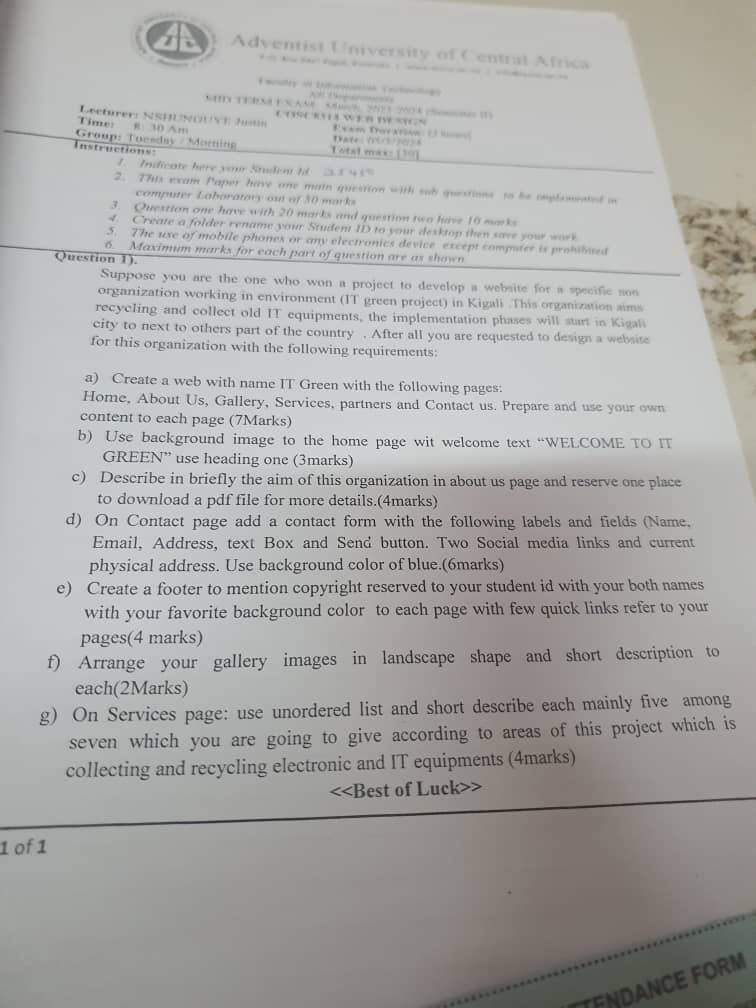 Adventist University of Central Africa
Faculty of Information Technology
MID TERM EXAM March, 2023-2024 (Semester II)
WEB DESIGN
Lecturer: NSHUNGUYE Justin
Time: 8: 30 Am
Exam Duration:
Group: Tuesday / Morning
Date:
Total max: [30]
Instructions:
1. Indicate here your Student Id
2. This exam Paper have one main question with sub questions to be implemented in
computer Laboratory out of 30 marks
3. Question one have with 20 marks and question two have 10 marks
4. Create a folder rename your Student ID to your desktop then save your work
5. The use of mobile phones or any electronics device except computer is prohibited
6. Maximum marks for each part of question are as shown
Question 1).
Suppose you are the one who won a project to develop a website for a specific non
organization working in environment (IT green project) in Kigali .This organization aims
recycling and collect old IT equipments, the implementation phases will start in Kigali
city to next to others part of the country . After all you are requested to design a website
for this organization with the following requirements:
a) Create a web with name IT Green with the following pages:
Home, About Us, Gallery, Services, partners and Contact us. Prepare and use your own
content to each page (7Marks)
b) Use background image to the home page wit welcome text “WELCOME TO IT
GREEN” use heading one (3marks)
c) Describe in briefly the aim of this organization in about us page and reserve one place
to download a pdf file for more details.(4marks)
d) On Contact page add a contact form with the following labels and fields (Name,
Email, Address, text Box and Send button. Two Social media links and current
physical address. Use background color of blue.(6marks)
e) Create a footer to mention copyright reserved to your student id with your both names
with your favorite background color to each page with few quick links refer to your
pages(4 marks)
f) Arrange your gallery images in landscape shape and short description to
each(2Marks)
g) On Services page: use unordered list and short describe each mainly five among
seven which you are going to give according to areas of this project which is
collecting and recycling electronic and IT equipments (4marks)
<<Best of Luck>>
1 of 1
TENDANCE FORM